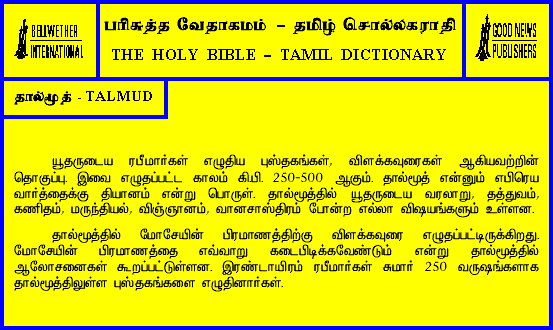 BELLWETHER
INTERNATIONAL
பரிசுத்த வேதாகமம் – தமிழ் சொல்லகராதி
THE HOLY BIBLE – TAMIL DICTIONARY
GOOD NEWS
PUBLISHERS
தால்மூத் - TALMUD
யூதருடைய ரபீமார்கள் எழுதிய புஸ்தகங்கள், விளக்கவுரைகள் ஆகியவற்றின்
தொகுப்பு. இவை எழுதப்பட்ட காலம் கி.பி. 250-500 ஆகும். தால்மூத் என்னும் எபிரெய
வார்த்தைக்கு தியானம் என்று பொருள். தால்மூத்தில் யூதருடைய வரலாறு, தத்துவம்,
கணிதம், மருந்தியல், விஞ்ஞானம், வானசாஸ்திரம் போன்ற எல்லா விஷயங்களும் உள்ளன.
தால்மூத்தில் மோசேயின் பிரமாணத்திற்கு விளக்கவுரை எழுதப்பட்டிருக்கிறது.
மோசேயின் பிரமாணத்தை எவ்வாறு கடைபிடிக்கவேண்டும் என்று தால்மூத்தில்
ஆலோசனைகள் கூறப்பட்டுள்ளன. இரண்டாயிரம் ரபீமார்கள் சுமார் 250 வருஷங்களாக
தால்மூத்திலுள்ள புஸ்தகங்களை எழுதினார்கள்.